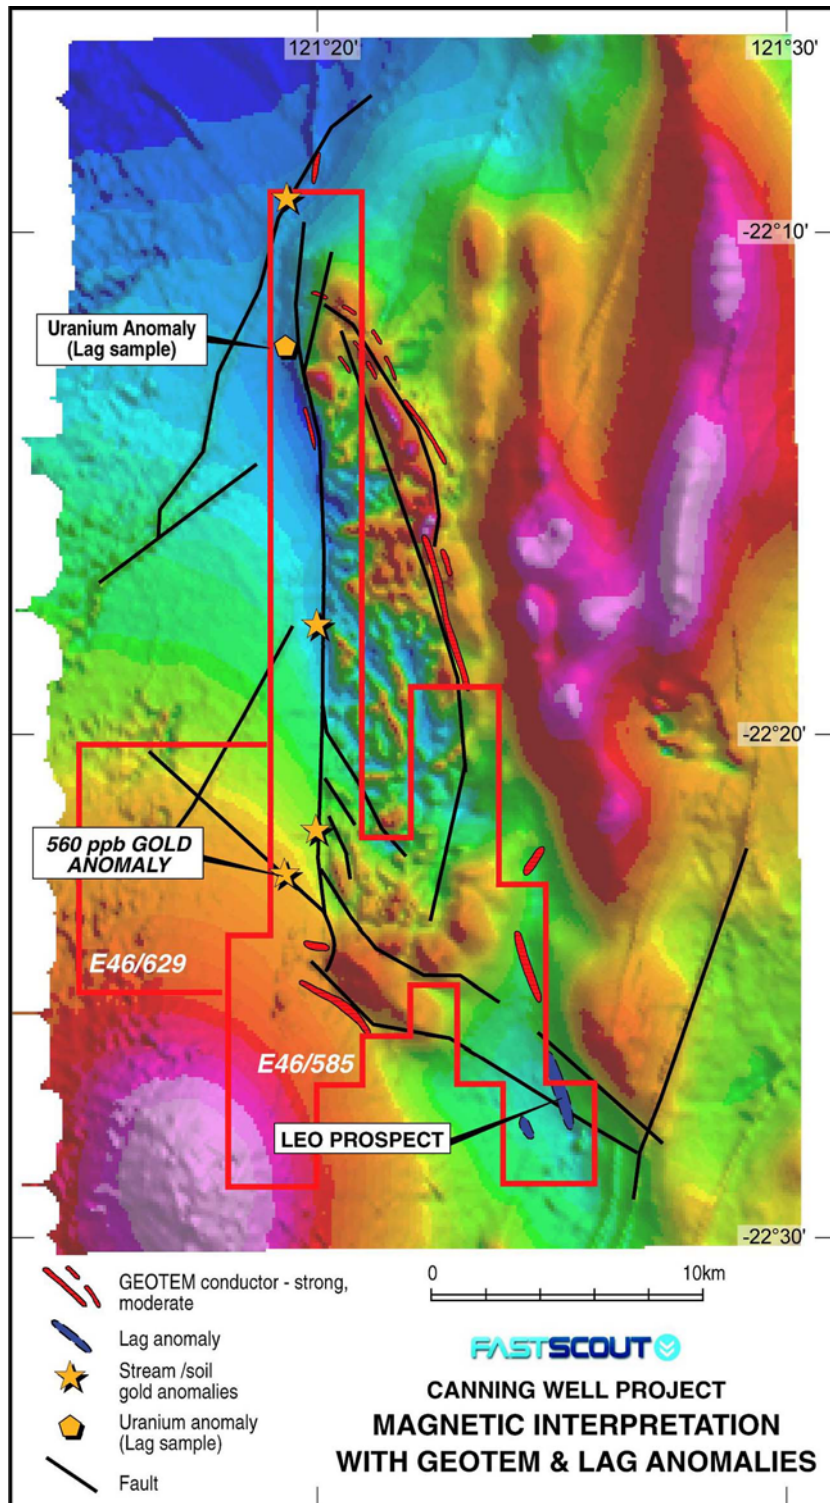 121°20'
121°30'
-22°10'
Uranium Anomaly
(Lag sample)
-22°20'
560 ppb GOLD
ANOMALY
E46/629
E46/585
LEO PROSPECT
-22°30'
GEOTEM conductor - strong,
moderate
Lag anomaly
Stream /soil
gold anomalies
Uranium anomaly
(Lag sample)
Fault
0 10km
FASTSCOUT
CANNING WELL PROJECT
MAGNETIC INTERPRETATION
WITH GEOTEM & LAG ANOMALIES